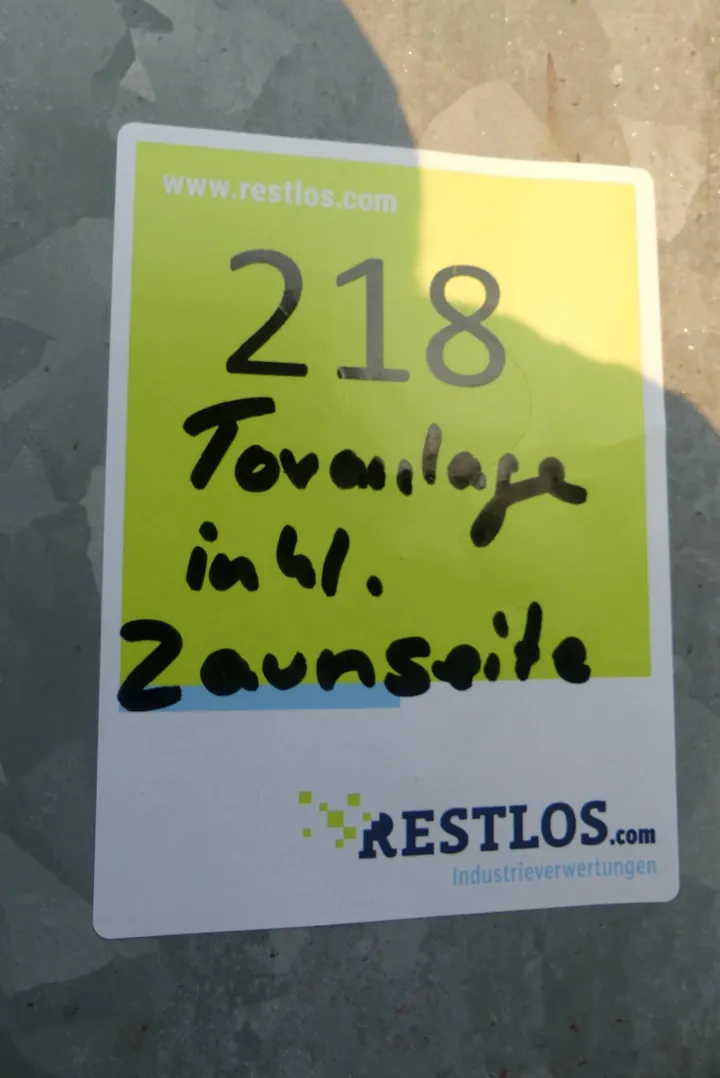 www.restlos.com
218
Toranlage
inkl.
Zaunseite
RESTLOS.com
Industrieverwertungen